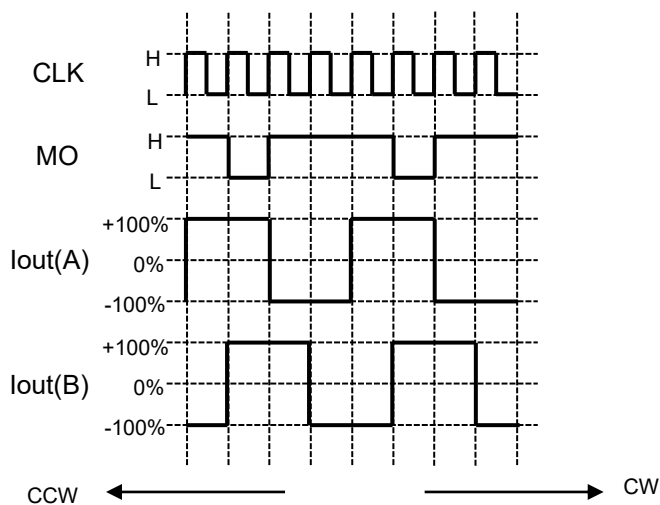 CLK
H
L
MO
H
L
Iout(A)
+100%
0%
-100%
Iout(B)
+100%
0%
-100%
CCW
CW